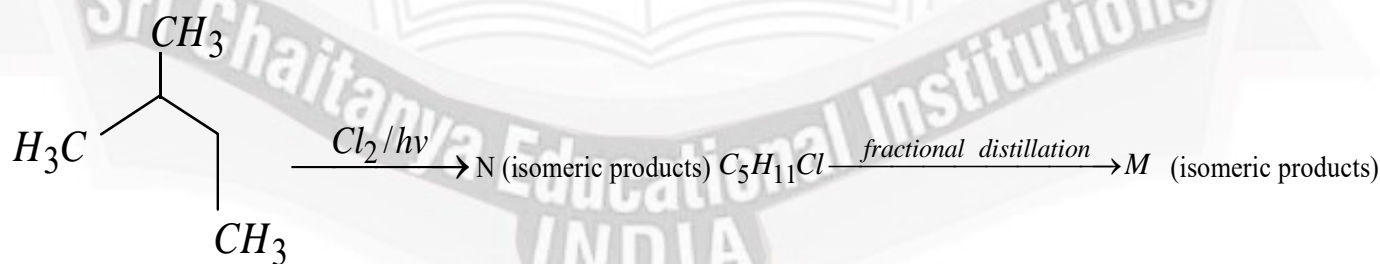 Sri Chaitanya Educational Institutions
INDIA
CH3
H3C
CH3
Cl2/hν
N (isomeric products) C5H11Cl
fractional distillation
M (isomeric products)